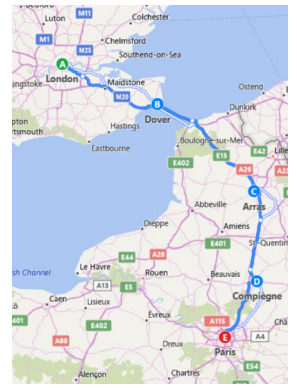 Luton
M11
Colchester
M1
Chelmsford
M25
A
Southend-on-Sea
London
Maidstone
M20
B
Ostend
Dover
Dunkirk
Hastings
Eastbourne
Boulogne-sur-Mer
E402
E15
E42
A26
C
Arras
Abbeville
Dieppe
Amiens
E44
E401
St-Quentin
A28
Le Havre
Rouen
Beauvais
D
A13
E5
Compiègne
Caen
Lisieux
E402
Évreux
A115
E
A4
Paris
A88
Dreux
Alençon
Chartres
E54